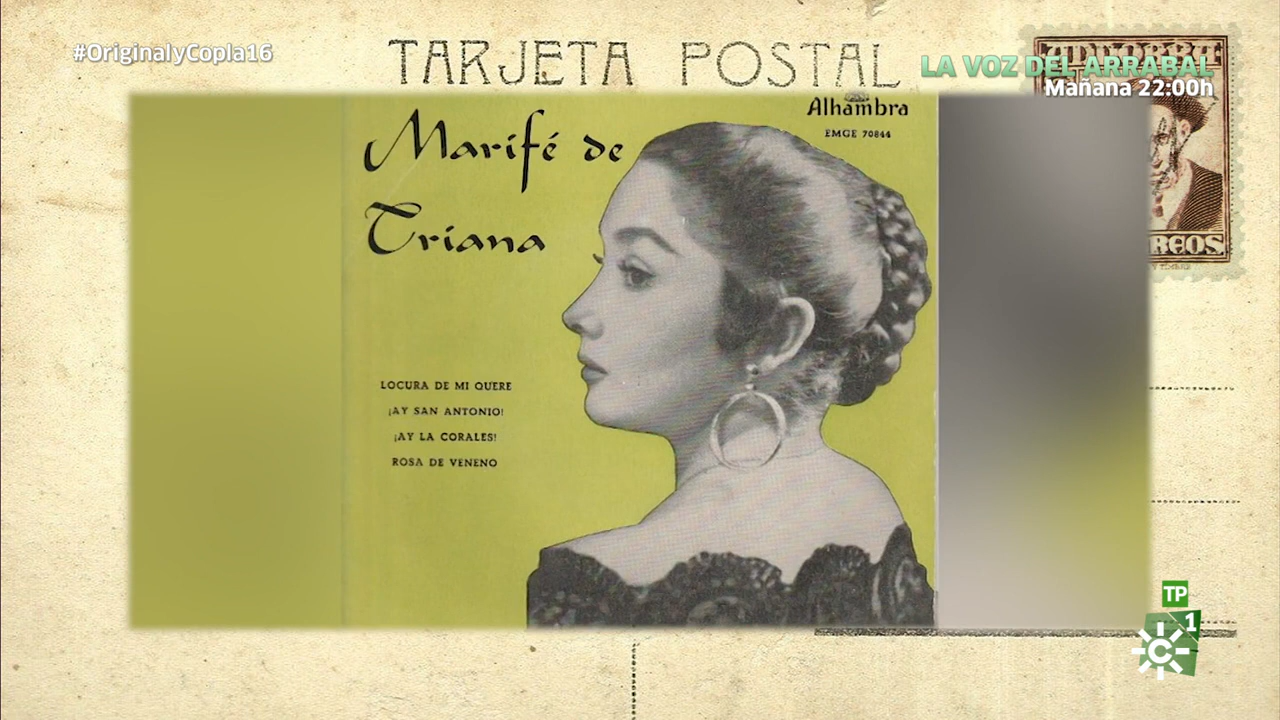 #OriginalyCopla16
TARJETA POSTAL
LA VOZ DEL ARRABAL
Mañana 22:00h
Marifé de
Triana
Alhambra
EMGE 70844
LOCURA DE MI QUERE
¡AY SAN ANTONIO!
¡AY LA CORALES!
ROSA DE VENENO
TP
1